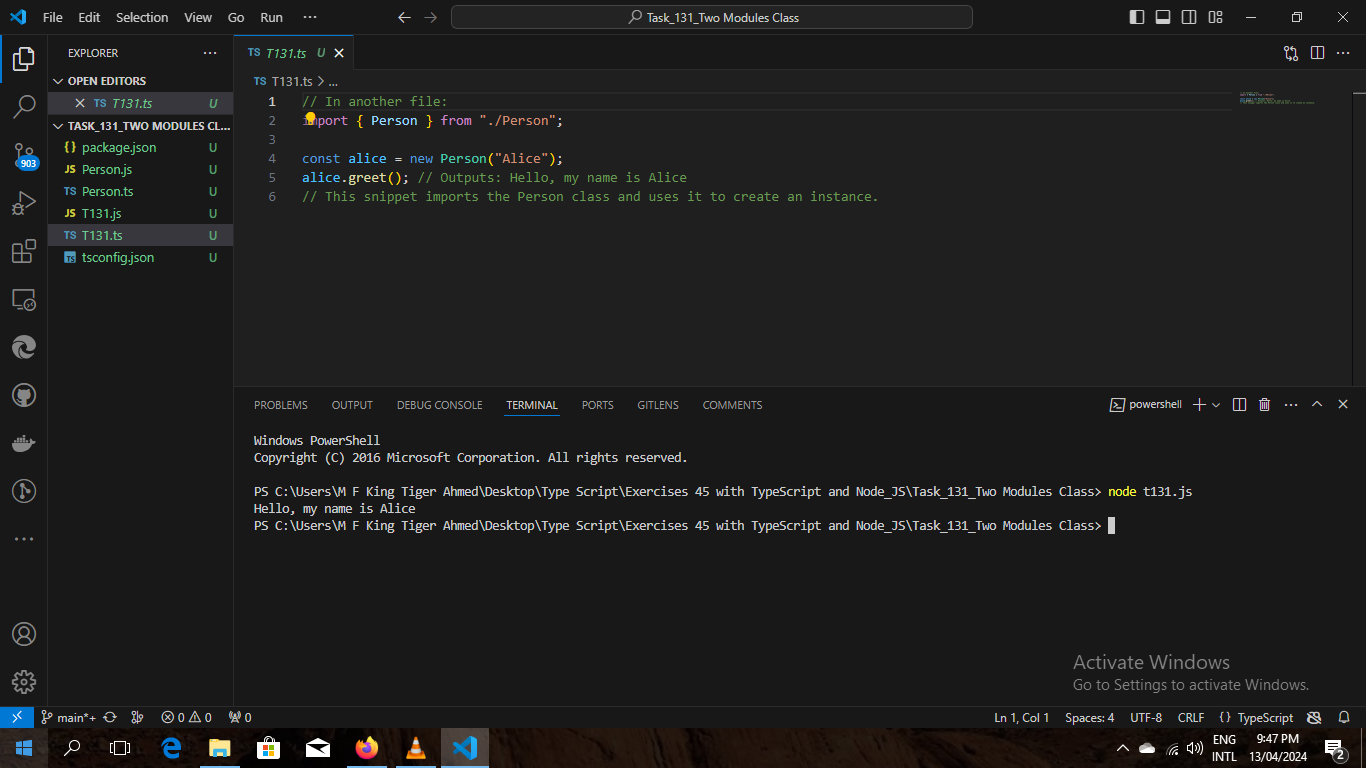 File Edit Selection View Go Run ···
Task_131_Two Modules Class
EXPLORER ···
OPEN EDITORS
TS T131.ts U
TASK_131_TWO MODULES CL...
{} package.json U
JS Person.js U
TS Person.ts U
JS T131.js U
TS T131.ts U
TS tsconfig.json U
903
TS T131.ts U
TS T131.ts > ...
1 // In another file:
2 import { Person } from "./Person";
3
4 const alice = new Person("Alice");
5 alice.greet(); // Outputs: Hello, my name is Alice
6 // This snippet imports the Person class and uses it to create an instance.
PROBLEMS OUTPUT DEBUG CONSOLE TERMINAL PORTS GITLENS COMMENTS
powershell
Windows PowerShell
Copyright (C) 2016 Microsoft Corporation. All rights reserved.
PS C:\Users\M F King Tiger Ahmed\Desktop\Type Script\Exercises 45 with TypeScript and Node_JS\Task_131_Two Modules Class> node t131.js
Hello, my name is Alice
PS C:\Users\M F King Tiger Ahmed\Desktop\Type Script\Exercises 45 with TypeScript and Node_JS\Task_131_Two Modules Class>
Activate Windows
Go to Settings to activate Windows.
main*+ 0 0 0
Ln 1, Col 1 Spaces: 4 UTF-8 CRLF {} TypeScript
ENG 9:47 PM
INTL 13/04/2024 2